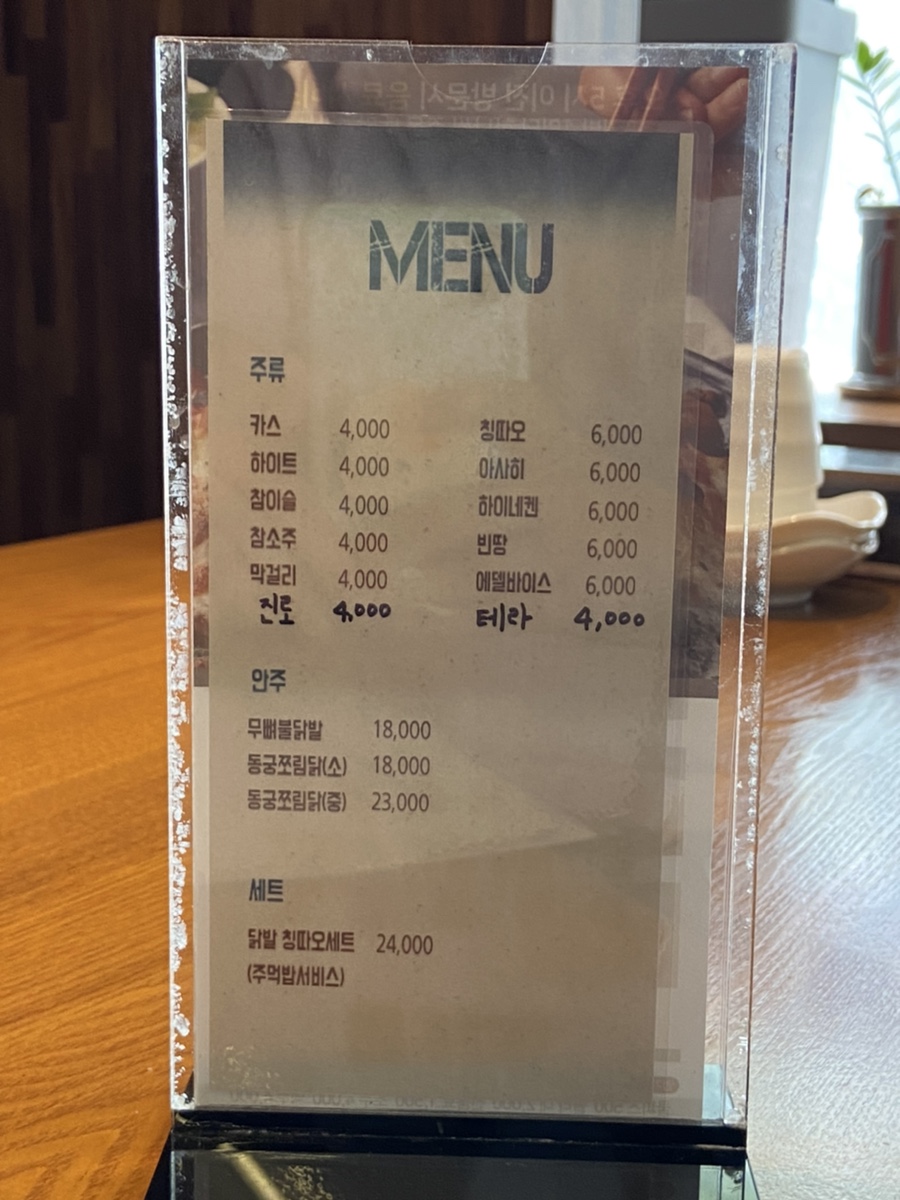 MENU
주류
카스 4,000 칭따오 6,000
하이트 4,000 아사히 6,000
참이슬 4,000 하이네켄 6,000
참소주 4,000 빈땅 6,000
막걸리 4,000 에델바이스 6,000
진로 4,000 테라 4,000
안주
무뼈불닭발 18,000
동궁쪼림닭(소) 18,000
동궁쪼림닭(중) 23,000
세트
닭발 칭따오세트 24,000
(주먹밥서비스)